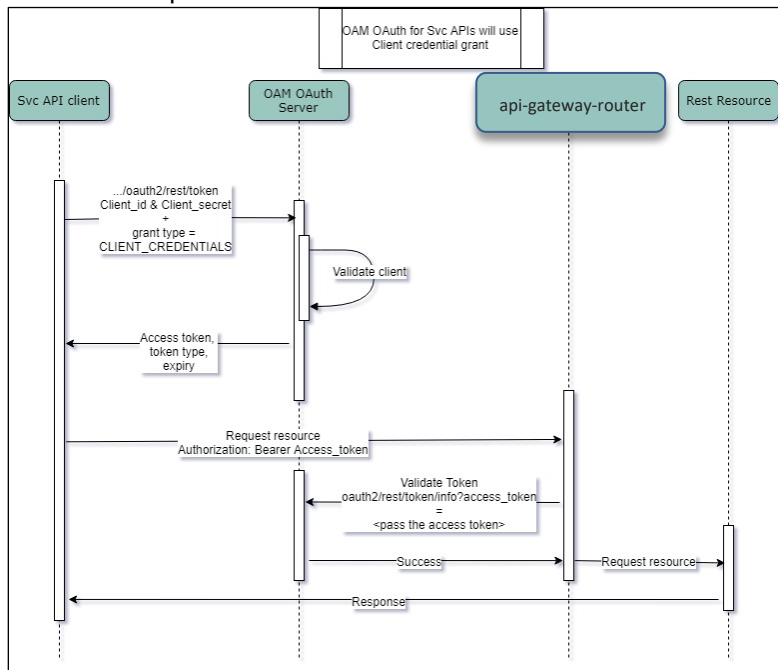 OAM OAuth for Svc APIs will use
Client credential grant
Svc API client
OAM OAuth
Server
api-gateway-router
Rest Resource
.../oauth2/rest/token
Client_id & Client_secret
+
grant type =
CLIENT_CREDENTIALS
Validate client
Access token,
token type,
expiry
Request resource
Authorization: Bearer Access_token
Validate Token
oauth2/rest/token/info?access_token
=
<pass the access token>
Success
Request resource
Response